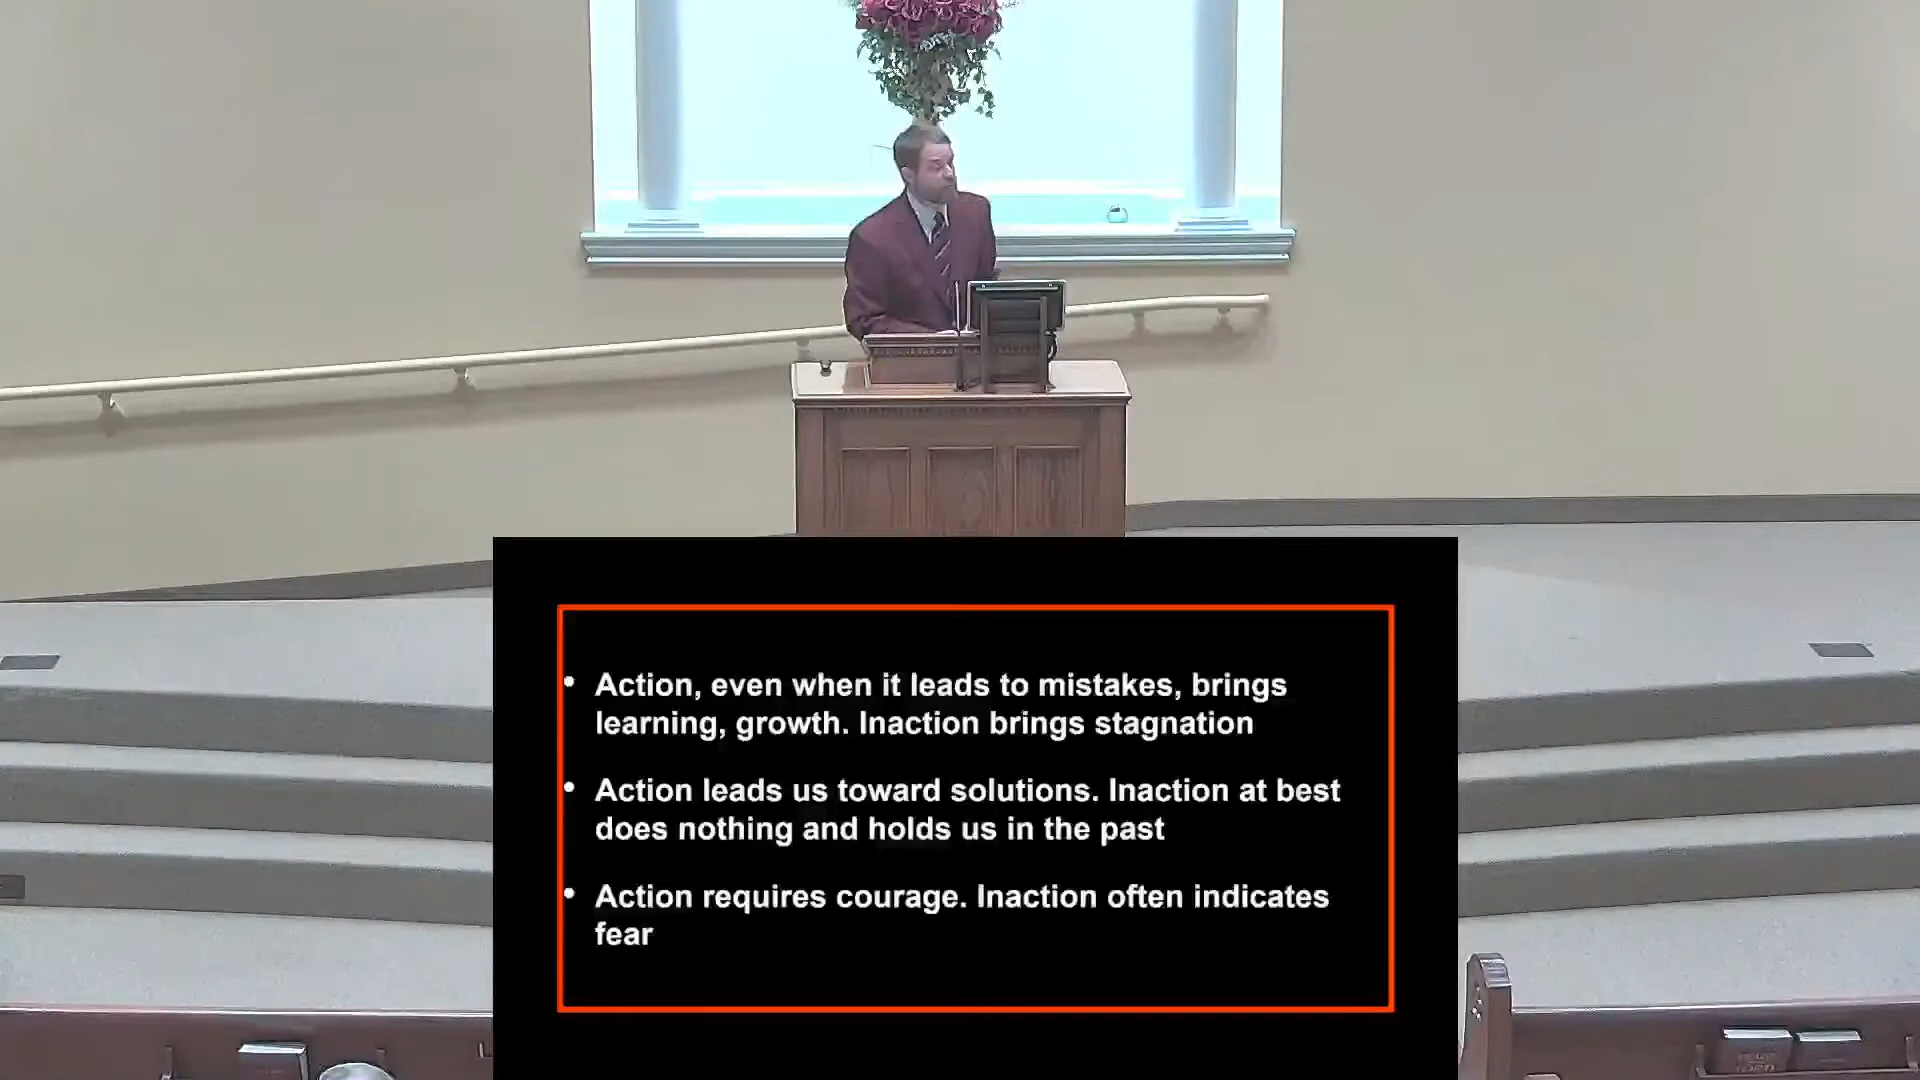 • Action, even when it leads to mistakes, brings
learning, growth. Inaction brings stagnation
• Action leads us toward solutions. Inaction at best
does nothing and holds us in the past
• Action requires courage. Inaction often indicates
fear